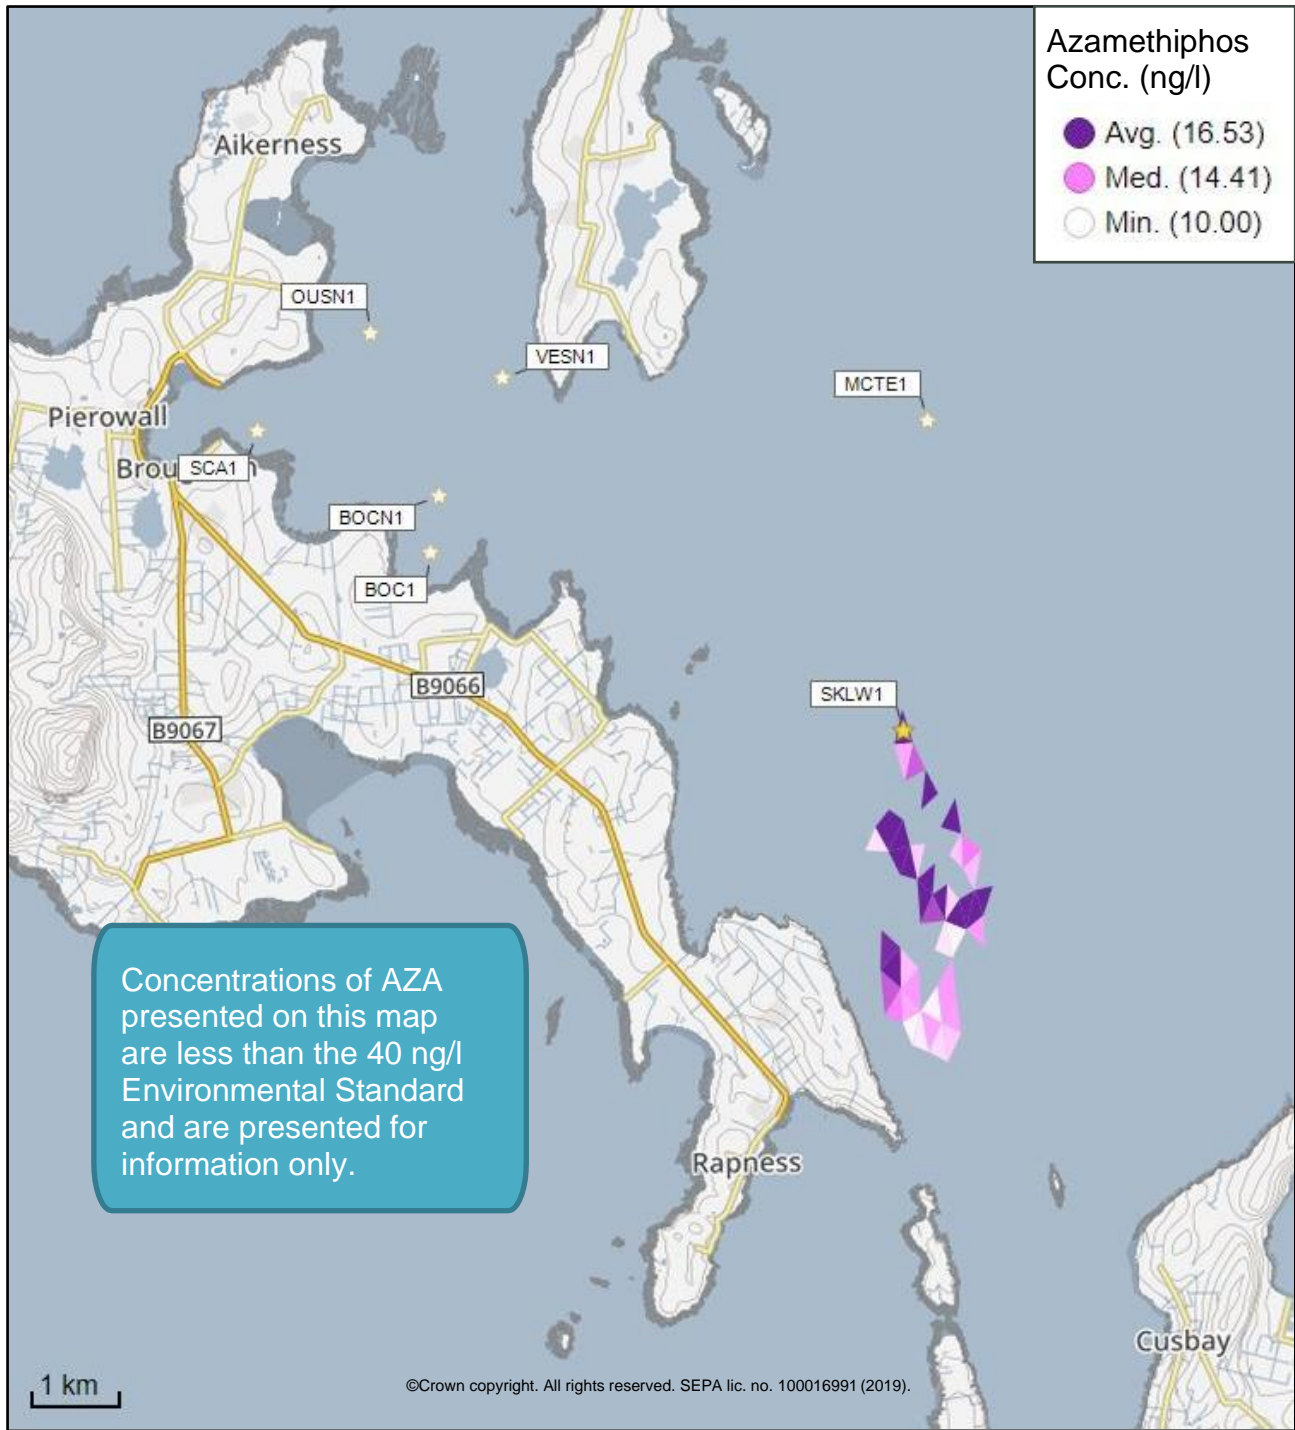 Azamethiphos
Conc. (ng/l)
Avg. (16.53)
Med. (14.41)
Min. (10.00)
Aikerness
OUSN1
VESN1
MCTE1
Pierowall
SCA1
BOCN1
BOC1
B9066
SKLW1
B9067
Concentrations of AZA
presented on this map
are less than the 40 ng/l
Environmental Standard
and are presented for
information only.
Rapness
Cusbay
1 km
©Crown copyright. All rights reserved. SEPA lic. no. 100016991 (2019).